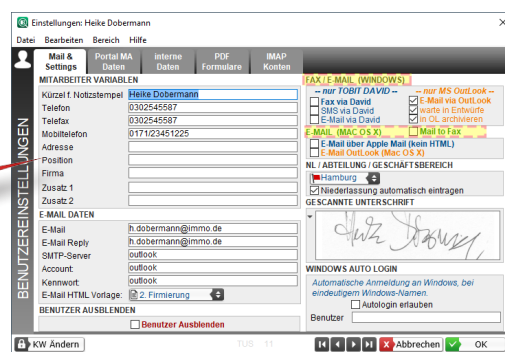 Einstellungen: Heike Dobermann
Datei Bearbeiten Bereich Hilfe
Mail & Settings
Portal MA Daten
interne Daten
PDF Formulare
IMAP Konten
BENUTZEREINSTELLUNGEN
MITARBEITER VARIABLEN
Kürzel f. Notizstempel Heike Dobermann
Telefon 0302545587
Telefax 0302545587
Mobiltelefon 0171/23451225
Adresse
Position
Firma
Zusatz 1
Zusatz 2
E-MAIL DATEN
E-Mail h.dobermann@immo.de
E-Mail Reply h.dobermann@immo.de
SMTP-Server outlook
Account: outlook
Kennwort: outlook
E-Mail HTML Vorlage: 2. Firmierung
BENUTZER AUSBLENDEN
Benutzer Ausblenden
FAX / E-MAIL (WINDOWS)
-- nur TOBIT DAVID -- -- nur MS OutLook --
Fax via David E-Mail via OutLook
SMS via David warte in Entwürfe
E-Mail via David in OL archivieren
E-MAIL (MAC OS X) Mail to Fax
E-Mail über Apple Mail (kein HTML)
E-Mail OutLook (Mac OS X)
NL / ABTEILUNG / GESCHÄFTSBEREICH
Hamburg
Niederlassung automatisch eintragen
GESCANNTE UNTERSCHRIFT
WINDOWS AUTO LOGIN
Automatische Anmeldung an Windows, bei
eindeutigem Windows-Namen.
Autologin erlauben
Benutzer
KW Ändern TUS 11 Abbrechen OK